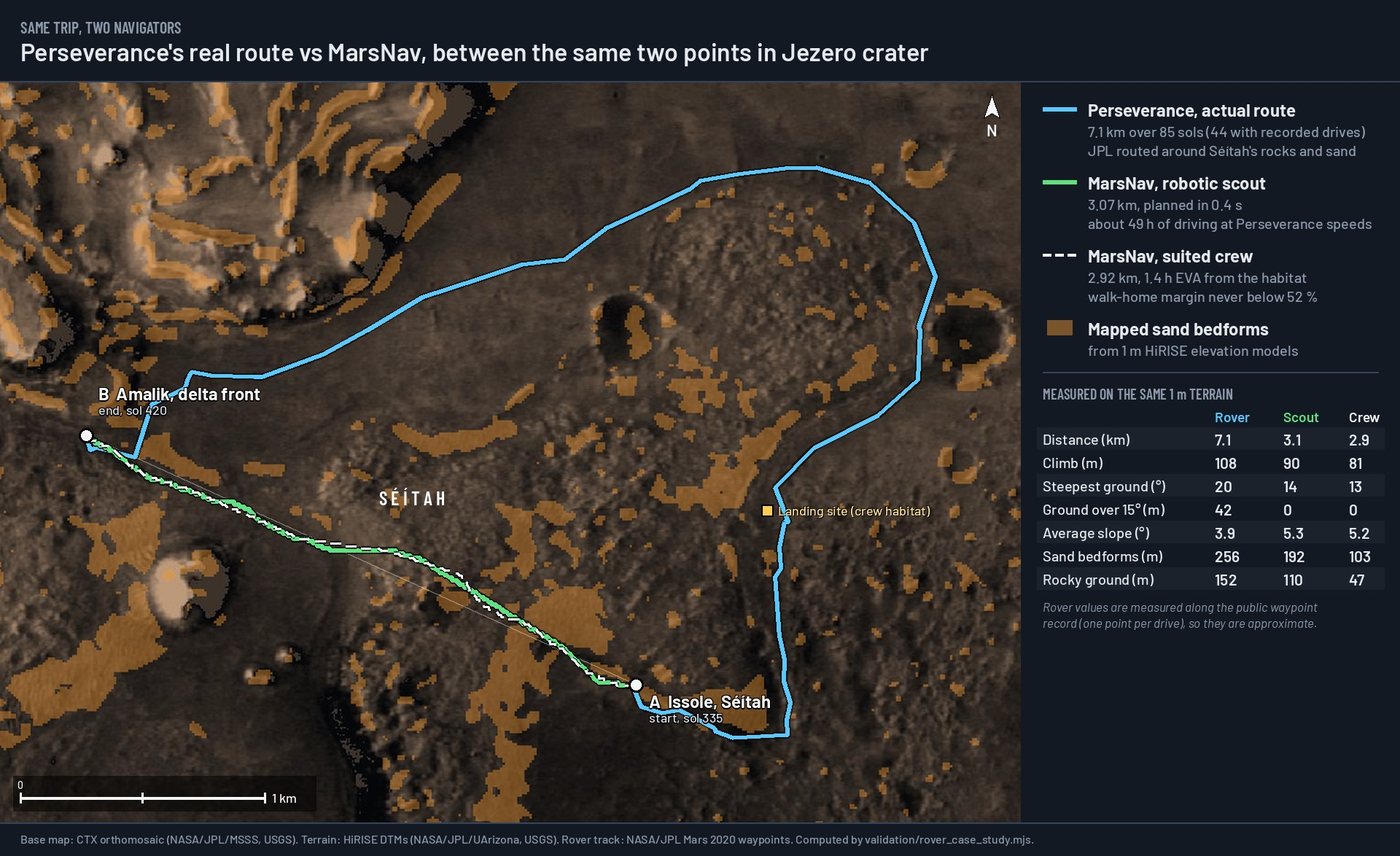 SAME TRIP, TWO NAVIGATORS
Perseverance's real route vs MarsNav, between the same two points in Jezero crater
N
B Amalik, delta front
end, sol 420
SÉÍTAH
Landing site (crew habitat)
A Issole, Séítah
start, sol 335
0
1 km
Perseverance, actual route
7.1 km over 85 sols (44 with recorded drives)
JPL routed around Séítah's rocks and sand
MarsNav, robotic scout
3.07 km, planned in 0.4 s
about 49 h of driving at Perseverance speeds
MarsNav, suited crew
2.92 km, 1.4 h EVA from the habitat
walk-home margin never below 52 %
Mapped sand bedforms
from 1 m HiRISE elevation models
MEASURED ON THE SAME 1 m TERRAIN
Rover Scout Crew
Distance (km) 7.1 3.1 2.9
Climb (m) 108 90 81
Steepest ground (°) 20 14 13
Ground over 15° (m) 42 0 0
Average slope (°) 3.9 5.3 5.2
Sand bedforms (m) 256 192 103
Rocky ground (m) 152 110 47
Rover values are measured along the public waypoint
record (one point per drive), so they are approximate.
Base map: CTX orthomosaic (NASA/JPL/MSSS, USGS). Terrain: HiRISE DTMs (NASA/JPL/UArizona, USGS). Rover track: NASA/JPL Mars 2020 waypoints. Computed by validation/rover_case_study.mjs.